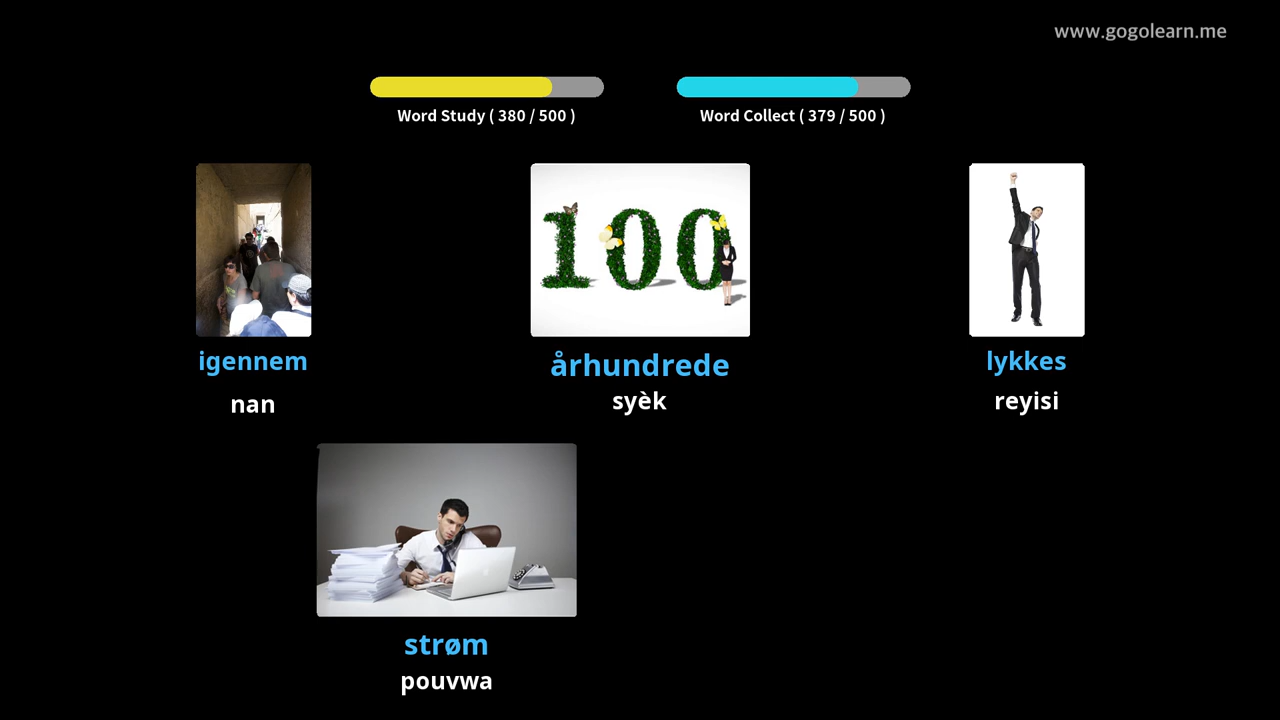 www.gogolearn.me
Word Study ( 380 / 500 )
Word Collect ( 379 / 500 )
100
igennem
nan
århundrede
syèk
lykkes
reyisi
strøm
pouvwa